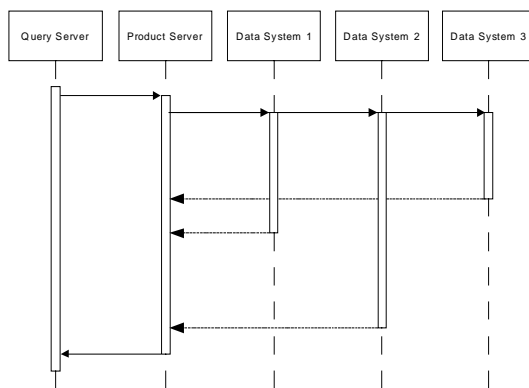 Query Server
Product Server
Data System 1
Data System 2
Data System 3